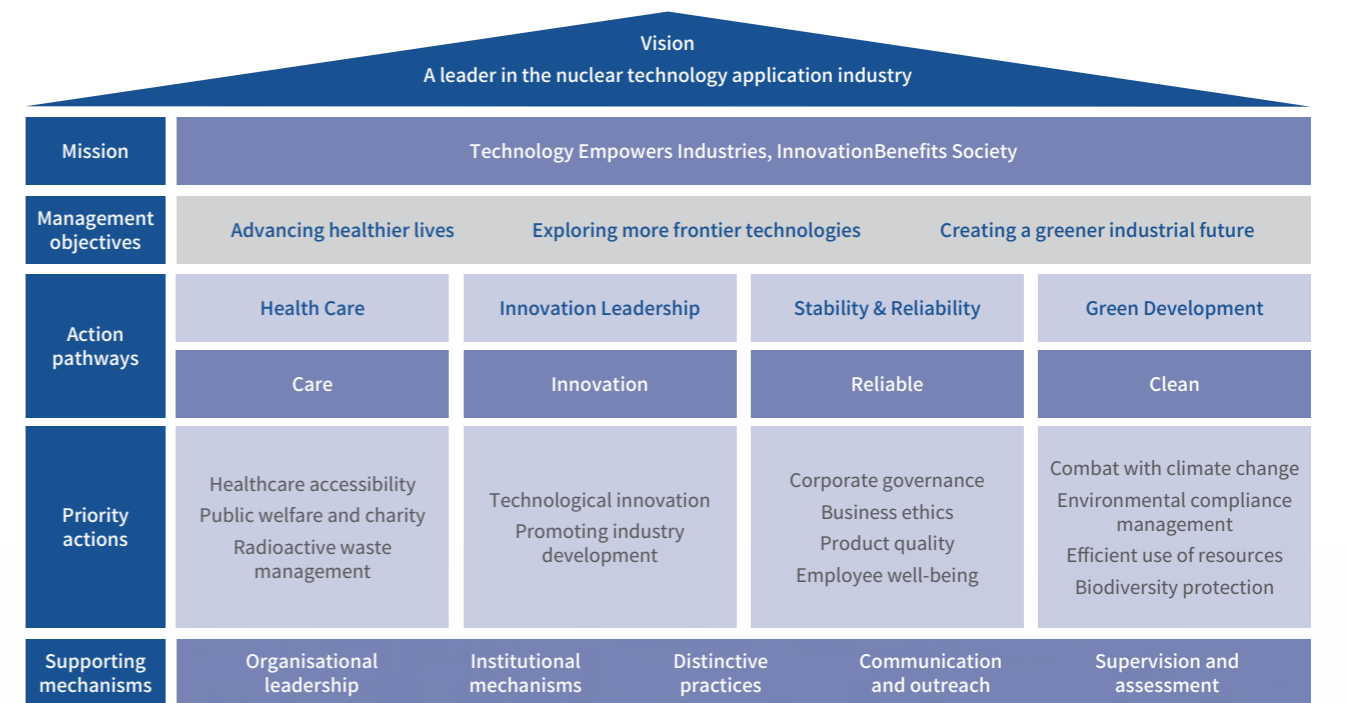 Vision
A leader in the nuclear technology application industry
Mission
Technology Empowers Industries, InnovationBenefits Society
Management
objectives
Advancing healthier lives
Exploring more frontier technologies
Creating a greener industrial future
Action
pathways
Health Care
Innovation Leadership
Stability & Reliability
Green Development
Care
Innovation
Reliable
Clean
Priority
actions
Healthcare accessibility
Public welfare and charity
Radioactive waste
management
Technological innovation
Promoting industry
development
Corporate governance
Business ethics
Product quality
Employee well-being
Combat with climate change
Environmental compliance
management
Efficient use of resources
Biodiversity protection
Supporting
mechanisms
Organisational
leadership
Institutional
mechanisms
Distinctive
practices
Communication
and outreach
Supervision and
assessment